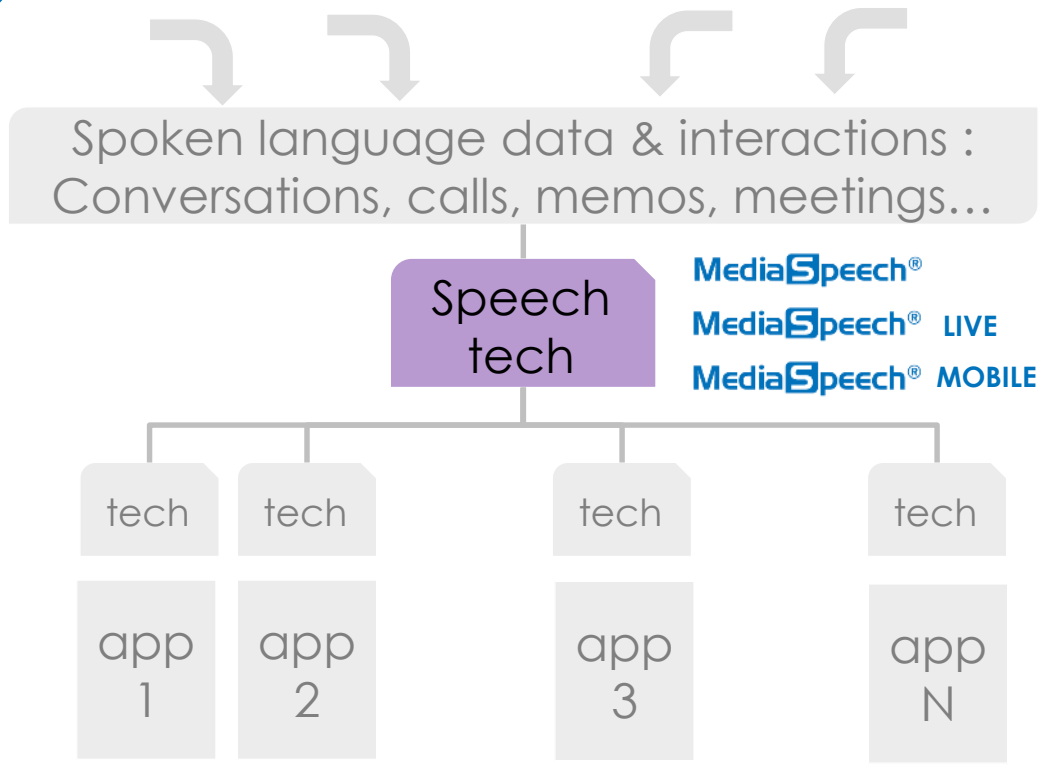 Spoken language data & interactions :
Conversations, calls, memos, meetings…
Speech
tech
MediaSpeech®
MediaSpeech® LIVE
MediaSpeech® MOBILE
tech
tech
tech
tech
app
1
app
2
app
3
app
N